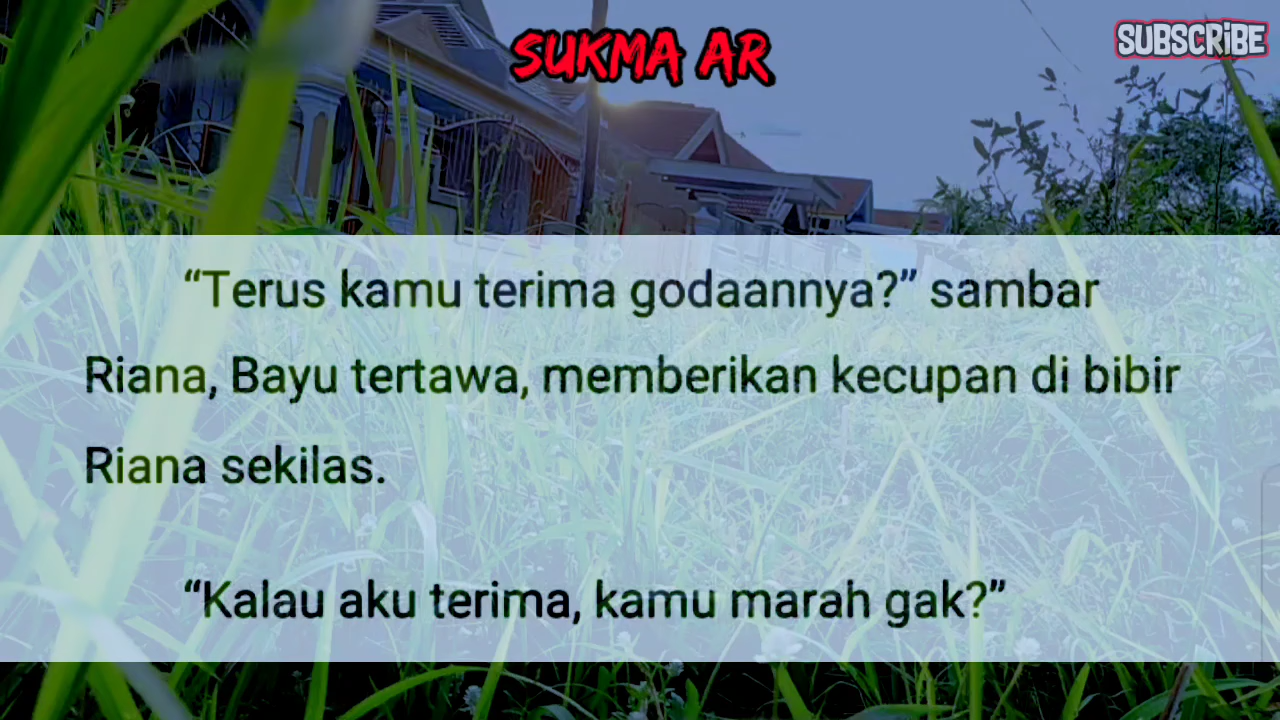 SUKMA AR
SUBSCRiBE
“Terus kamu terima godaannya?” sambar
Riana, Bayu tertawa, memberikan kecupan di bibir
Riana sekilas.
“Kalau aku terima, kamu marah gak?”